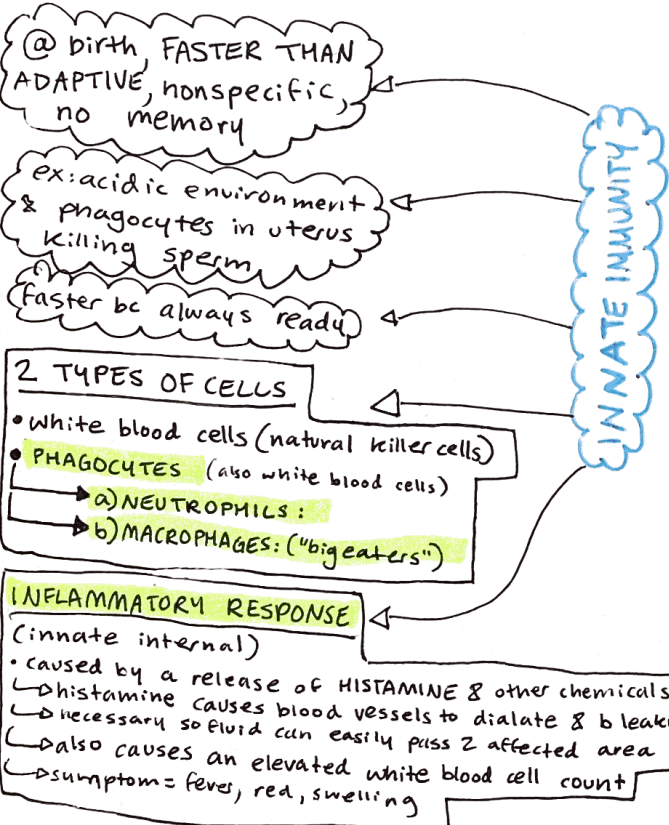 @ birth, FASTER THAN
ADAPTIVE, nonspecific,
no memory
ex: acidic environment
& phagocytes in uterus
killing sperm
faster bc always ready
INNATE IMMUNITY
2 TYPES OF CELLS
• white blood cells (natural killer cells)
• PHAGOCYTES (also white blood cells)
a) NEUTROPHILS:
b) MACROPHAGES: ("big eaters")
INFLAMMATORY RESPONSE
(innate internal)
• caused by a release of HISTAMINE & other chemicals
histamine causes blood vessels to dialate & b
necessary so fluid can easily pass 2 affected area
also causes an elevated white blood cell count
sumptom = fever, red, swelling